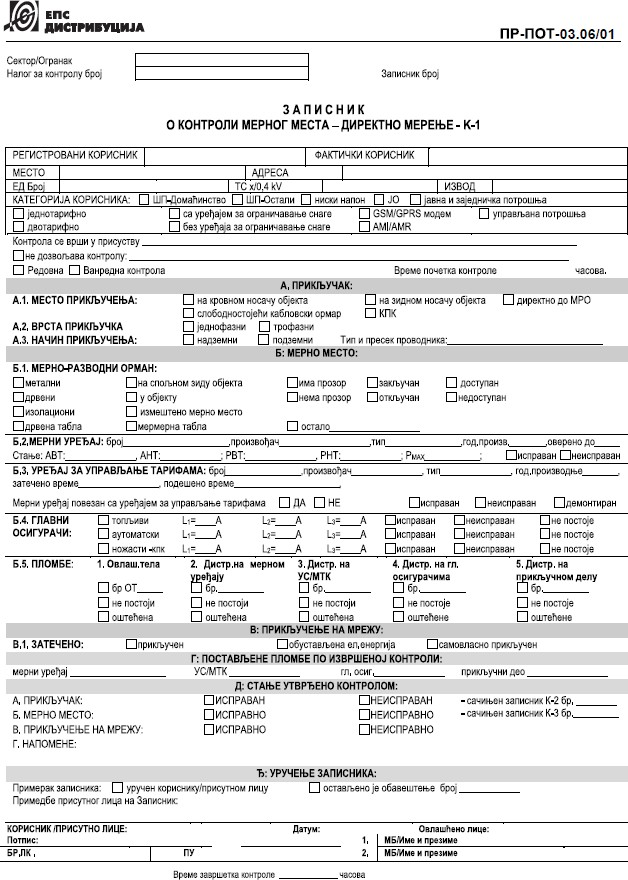 ЕПС
ДИСТРИБУЦИЈА
ПР-ПОТ-03.06/01
Сектор/Огранак
Налог за контролу број Записник број
З А П И С Н И К
О КОНТРОЛИ МЕРНОГ МЕСТА – ДИРЕКТНО МЕРЕЊЕ - К-1
РЕГИСТРОВАНИ КОРИСНИК ФАКТИЧКИ КОРИСНИК
МЕСТО АДРЕСА
ЕД Број ТС x/0,4 kV ИЗВОД
КАТЕГОРИЈА КОРИСНИКА: ШП-Домаћинство ШП-Остали ниски напон ЈО јавна и заједничка потрошња
једнотарифно са уређајем за ограничавање снаге GSM/GPRS модем управљана потрошња
двотарифно без уређаја за ограничавање снаге AMI/AMR
Контрола се врши у присуству
не дозвољава контролу:
Редовна Ванредна контрола Време почетка контроле часова.
А, ПРИКЉУЧАК:
А.1. МЕСТО ПРИКЉУЧЕЊА: на кровном носачу објекта на зидном носачу објекта директно до МРО
слободностојећи кабловски ормар КПК
А,2, ВРСТА ПРИКЉУЧКА једнофазни трофазни
А.3. НАЧИН ПРИКЉУЧЕЊА: надземни подземни Тип и пресек проводника:
Б: МЕРНО МЕСТО:
Б.1. МЕРНО-РАЗВОДНИ ОРМАН:
метални на спољном зиду објекта има прозор закључан доступан
дрвени у објекту нема прозор откључан недоступан
изолациони измештено мерно место
дрвена табла мермерна табла остало
Б,2,МЕРНИ УРЕЂАЈ: број ,произвођач ,тип ,год,произв. ,оверено до
Стање: АВТ: ; АНТ: ; РВТ: ; РНТ: ; Рмах ; исправан неисправан
Б,3, УРЕЂАЈ ЗА УПРАВЉАЊЕ ТАРИФАМА: број ,произвођач , тип , год,производње ,
затечено време , подешено време ,
Мерни уређај повезан са уређајем за управљање тарифама ДА НЕ исправан неисправан демонтиран
Б.4. ГЛАВНИ топљиви L1= A L2= A L3= A исправан неисправан не постоје
ОСИГУРАЧИ: аутоматски L1= A L2= A L3= A исправан неисправан не постоје
ножасти -кпк L1= A L2= A L3= A исправан неисправан не постоје
Б.5. ПЛОМБЕ: 1. Овлаш.тела 2. Дистр.на мерном уређају 3. Дистр. на УС/МТК 4. Дистр. на гл. осигурачима 5. Дистр. на прикључном делу
бр ОТ бр. бр. бр. бр.
не постоји не постоји не постоји не постоје не постоје
оштећена оштећена оштећена оштећене оштећене
В: ПРИКЉУЧЕЊЕ НА МРЕЖУ:
В,1, ЗАТЕЧЕНО: прикључен обустављена ел,енергија самовласно прикључен
Г: ПОСТАВЉЕНЕ ПЛОМБЕ ПО ИЗВРШЕНОЈ КОНТРОЛИ:
мерни уређај УС/МТК гл, осиг, прикључни део
Д: СТАЊЕ УТВРЂЕНО КОНТРОЛОМ:
А, ПРИКЉУЧАК: ИСПРАВАН НЕИСПРАВАН – сачињен записник К-2 бр,
Б. МЕРНО МЕСТО: ИСПРАВНО НЕИСПРАВНО – сачињен записник К-3 бр,
В. ПРИКЉУЧЕЊЕ НА МРЕЖУ: ИСПРАВНО НЕИСПРАВНО
Г. НАПОМЕНЕ:
Ђ: УРУЧЕЊЕ ЗАПИСНИКА:
Примерак записника: уручен кориснику/присутном лицу остављено је обавештење број
Примедбе присутног лица на Записник:
КОРИСНИК /ПРИСУТНО ЛИЦЕ: Датум: Овлашћено лице:
Потпис: 1, МБ/Име и презиме
БР,ЛК , ПУ 2, МБ/Име и презиме
Време завршетка контроле часова